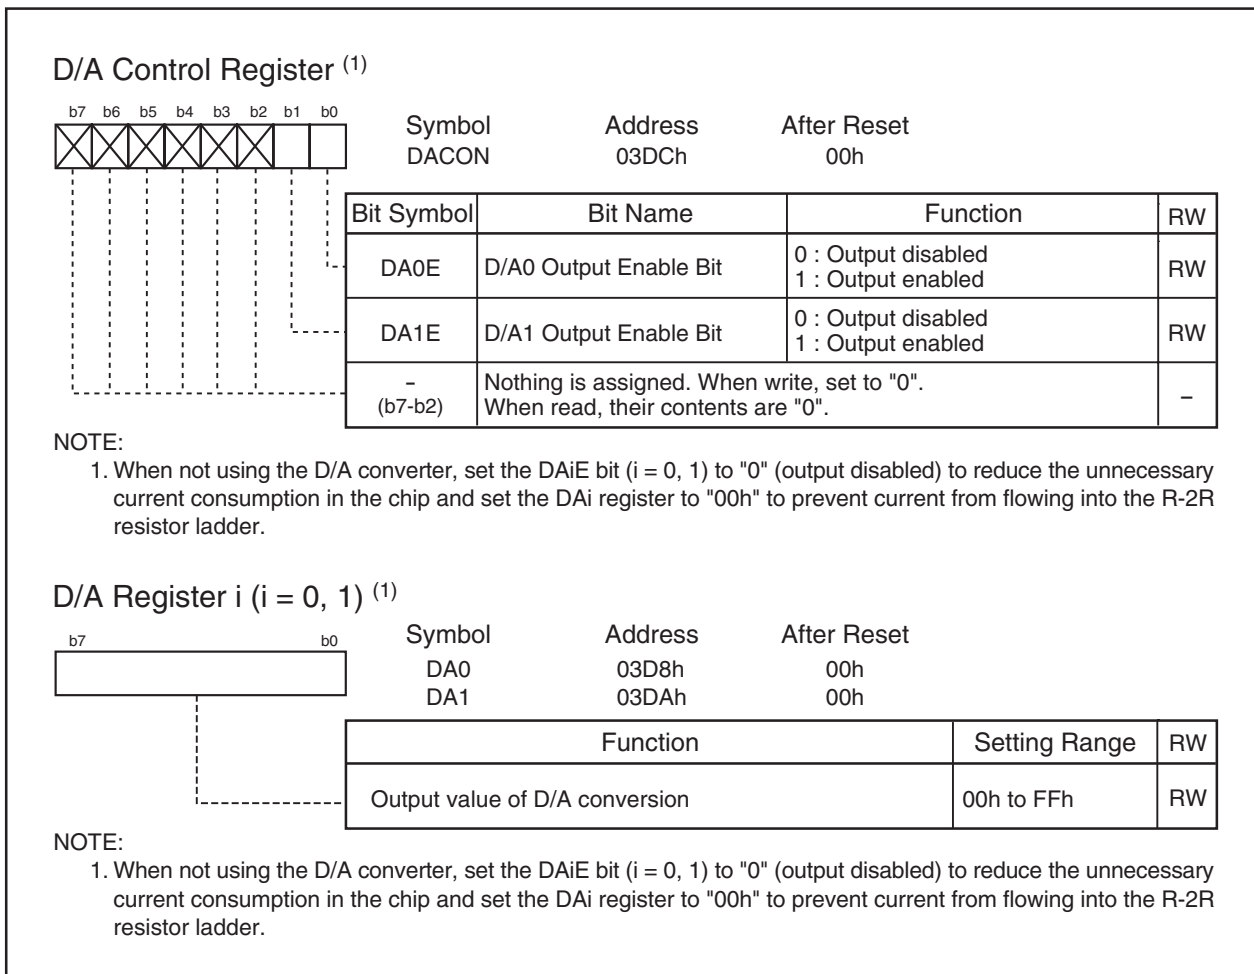 D/A Control Register (1)
b7 b6 b5 b4 b3 b2 b1 b0
Symbol Address After Reset
DACON 03DCh 00h
Bit Symbol Bit Name Function RW
DA0E D/A0 Output Enable Bit 0 : Output disabled
1 : Output enabled RW
DA1E D/A1 Output Enable Bit 0 : Output disabled
1 : Output enabled RW
–
(b7-b2) Nothing is assigned. When write, set to "0".
When read, their contents are "0". –
NOTE:
1. When not using the D/A converter, set the DAiE bit (i = 0, 1) to "0" (output disabled) to reduce the unnecessary
current consumption in the chip and set the DAi register to "00h" to prevent current from flowing into the R-2R
resistor ladder.
D/A Register i (i = 0, 1) (1)
b7 b0
Symbol Address After Reset
DA0 03D8h 00h
DA1 03DAh 00h
Function Setting Range RW
Output value of D/A conversion 00h to FFh RW
NOTE:
1. When not using the D/A converter, set the DAiE bit (i = 0, 1) to "0" (output disabled) to reduce the unnecessary
current consumption in the chip and set the DAi register to "00h" to prevent current from flowing into the R-2R
resistor ladder.